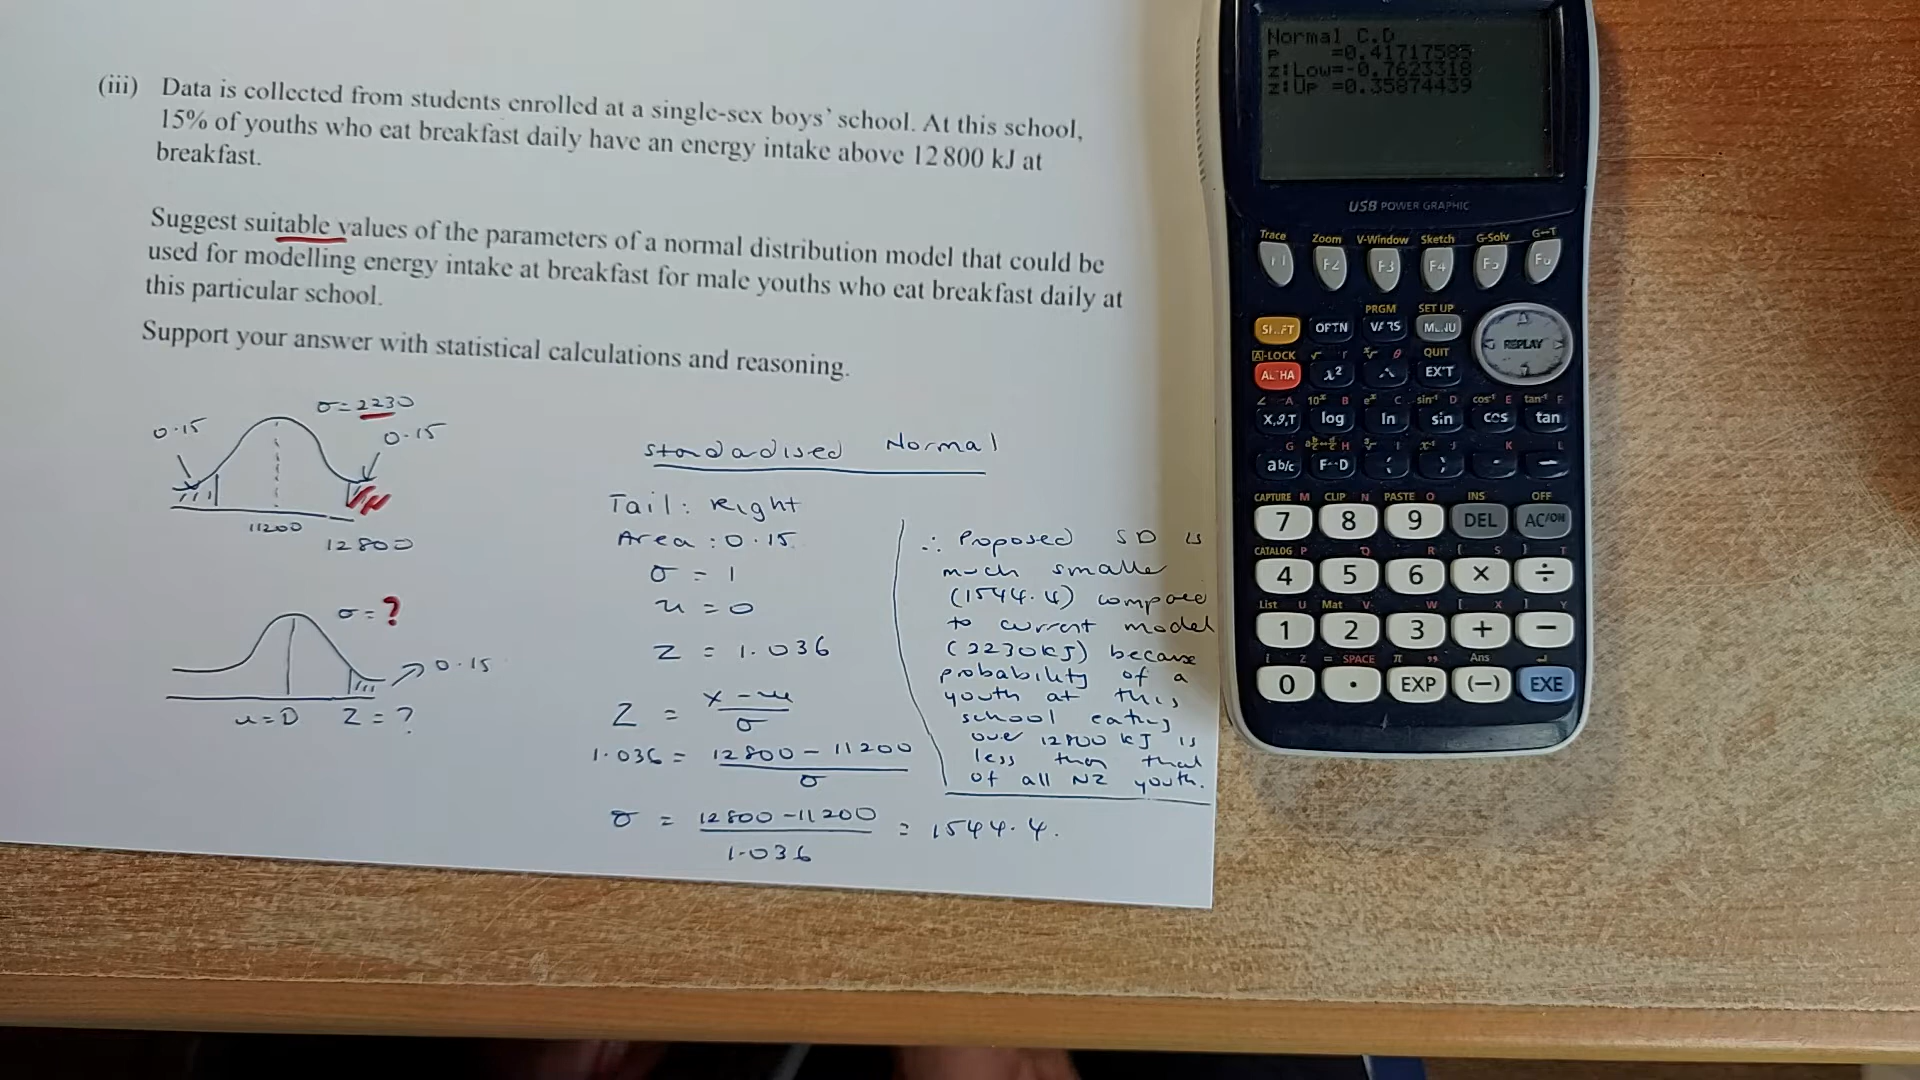 (iii) Data is collected from students enrolled at a single-sex boys' school. At this school,
15% of youths who eat breakfast daily have an energy intake above 12 800 kJ at
breakfast.
Suggest suitable values of the parameters of a normal distribution model that could be
used for modelling energy intake at breakfast for male youths who eat breakfast daily at
this particular school.
Support your answer with statistical calculations and reasoning.
σ = 2230
0.15
0.15
11200
12800
σ = ?
0.15
u = 0 Z = ?
standardised Normal
Tail: Right
Area: 0.15
σ = 1
u = 0
z = 1.036
Z = x - u / σ
1.036 = 12800 - 11200 / σ
σ = 12800 - 11200 / 1.036 = 1544.4.
∴ Proposed SD is
much smaller
(1544.4) compared
to current model
(2230KJ) because
probability of a
youth at this
school eating
over 12800 KJ is
less than that
of all NZ youth.
Normal C.D
p =0.41717585
z:Low=-0.7623318
z:Up =0.35874439
USB POWER GRAPHIC
Trace Zoom V-Window Sketch G-Solv G↔T
F2 F3 F4
PRGM SET UP
OPTN VARS MENU
REPLAY
A-LOCK QUIT
ALPHA x² EXIT
X,θ,T log ln sin cos tan
ab/c F↔D
CAPTURE M CLIP N PASTE O INS OFF
7 8 9 DEL AC/ON
CATALOG P Q R { S } T
4 5 6 × ÷
List U Mat V W [ X ] Y
1 2 3 + −
i Z = SPACE π " Ans
0 . EXP (−) EXE